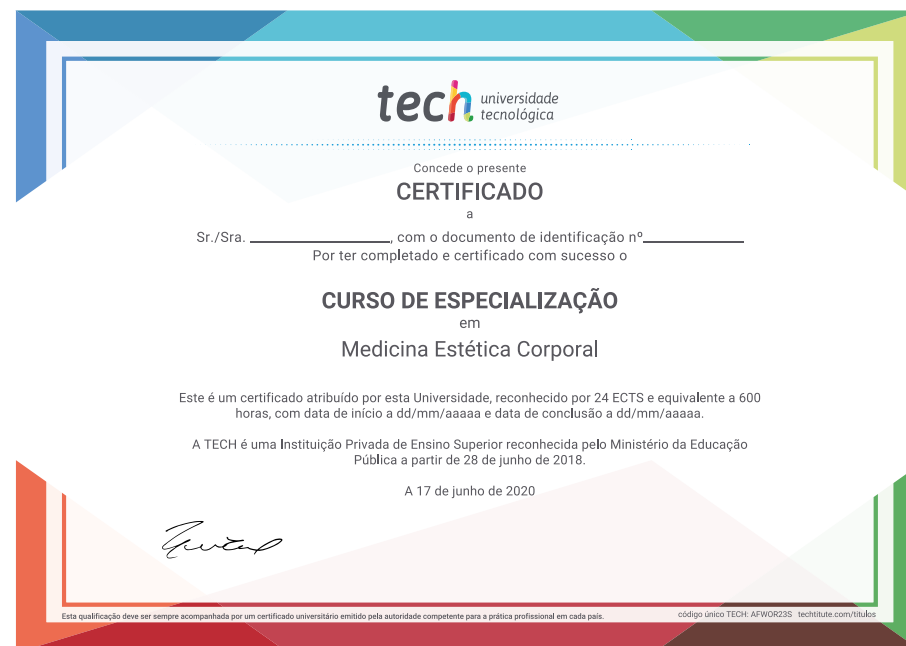 tech universidade
tecnológica
Concede o presente
CERTIFICADO
a
Sr./Sra. ____________________, com o documento de identificação nº______________
Por ter completado e certificado com sucesso o
CURSO DE ESPECIALIZAÇÃO
em
Medicina Estética Corporal
Este é um certificado atribuído por esta Universidade, reconhecido por 24 ECTS e equivalente a 600
horas, com data de início a dd/mm/aaaaa e data de conclusão a dd/mm/aaaaa.
A TECH é uma Instituição Privada de Ensino Superior reconhecida pelo Ministério da Educação
Pública a partir de 28 de junho de 2018.
A 17 de junho de 2020
Esta qualificação deve ser sempre acompanhada por um certificado universitário emitido pela autoridade competente para a prática profissional em cada país.
código único TECH: AFWOR23S techtitute.com/titulos